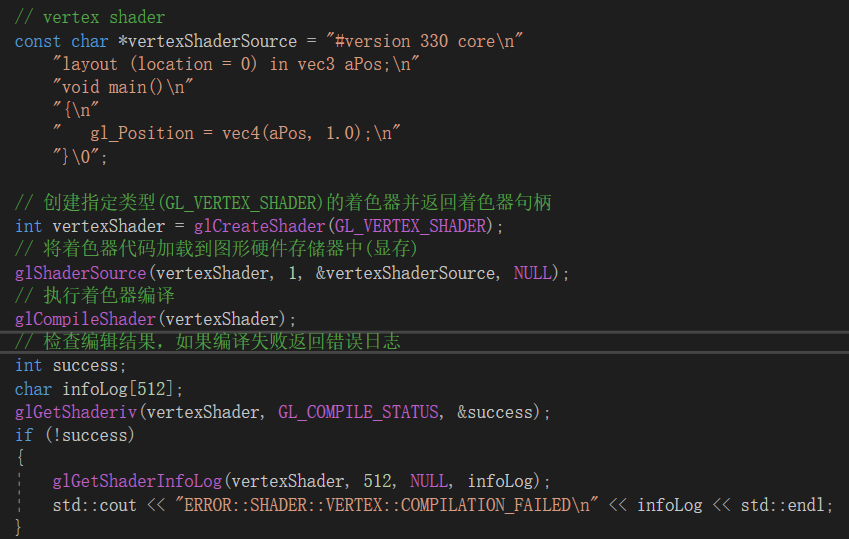 // vertex shader
const char *vertexShaderSource = "#version 330 core\n"
    "layout (location = 0) in vec3 aPos;\n"
    "void main()\n"
    "{\n"
    "   gl_Position = vec4(aPos, 1.0);\n"
    "}\0";

// 创建指定类型(GL_VERTEX_SHADER)的着色器并返回着色器句柄
int vertexShader = glCreateShader(GL_VERTEX_SHADER);
// 将着色器代码加载到图形硬件存储器中(显存)
glShaderSource(vertexShader, 1, &vertexShaderSource, NULL);
// 执行着色器编译
glCompileShader(vertexShader);
// 检查编辑结果，如果编译失败返回错误日志
int success;
char infoLog[512];
glGetShaderiv(vertexShader, GL_COMPILE_STATUS, &success);
if (!success)
{
    glGetShaderInfoLog(vertexShader, 512, NULL, infoLog);
    std::cout << "ERROR::SHADER::VERTEX::COMPILATION_FAILED\n" << infoLog << std::endl;
}